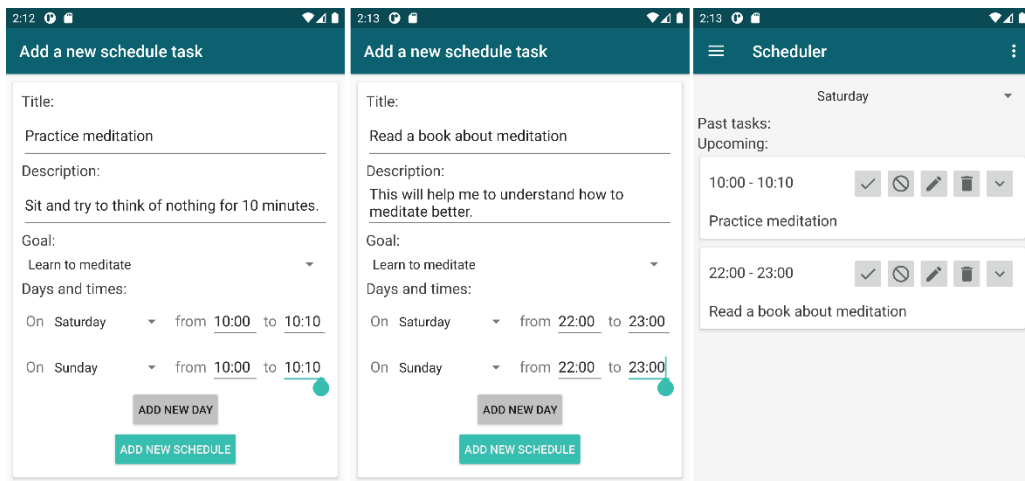 2:12
Add a new schedule task
Title:
Practice meditation
Description:
Sit and try to think of nothing for 10 minutes.
Goal:
Learn to meditate
Days and times:
On Saturday from 10:00 to 10:10
On Sunday from 10:00 to 10:10
ADD NEW DAY
ADD NEW SCHEDULE
2:13
Add a new schedule task
Title:
Read a book about meditation
Description:
This will help me to understand how to
meditate better.
Goal:
Learn to meditate
Days and times:
On Saturday from 22:00 to 23:00
On Sunday from 22:00 to 23:00
ADD NEW DAY
ADD NEW SCHEDULE
2:13
Scheduler
Saturday
Past tasks:
Upcoming:
10:00 - 10:10
Practice meditation
22:00 - 23:00
Read a book about meditation